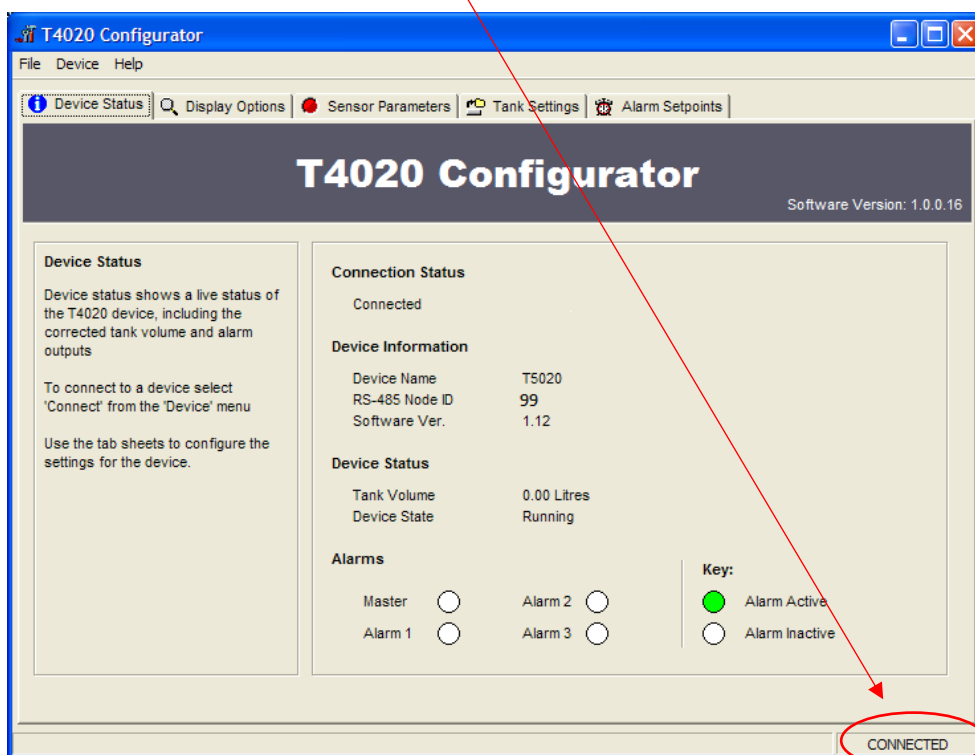 T4020 Configurator
File Device Help
Device Status Display Options Sensor Parameters Tank Settings Alarm Setpoints
T4020 Configurator
Software Version: 1.0.0.16
Device Status
Device status shows a live status of
the T4020 device, including the
corrected tank volume and alarm
outputs
To connect to a device select
'Connect' from the 'Device' menu
Use the tab sheets to configure the
settings for the device.
Connection Status
Connected
Device Information
Device Name T5020
RS-485 Node ID 99
Software Ver. 1.12
Device Status
Tank Volume 0.00 Litres
Device State Running
Alarms
Master Alarm 2
Alarm 1 Alarm 3
Key:
Alarm Active
Alarm Inactive
CONNECTED